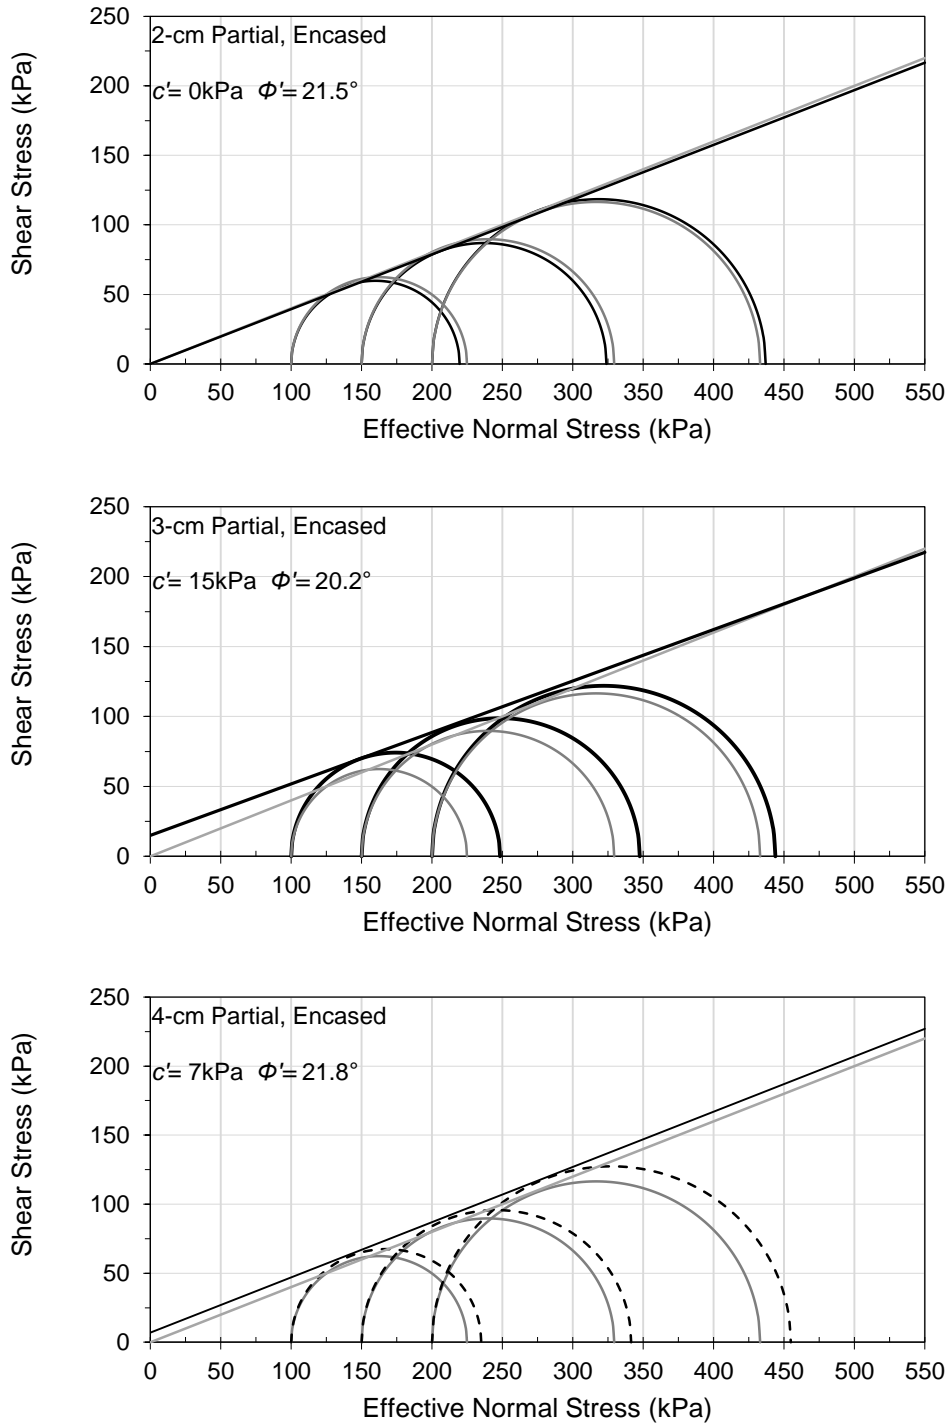 250
200
150
100
50
0
Shear Stress (kPa)
2-cm Partial, Encased
c'= 0kPa Φ'= 21.5°
0 50 100 150 200 250 300 350 400 450 500 550
Effective Normal Stress (kPa)
250
200
150
100
50
0
Shear Stress (kPa)
3-cm Partial, Encased
c'= 15kPa Φ'= 20.2°
0 50 100 150 200 250 300 350 400 450 500 550
Effective Normal Stress (kPa)
250
200
150
100
50
0
Shear Stress (kPa)
4-cm Partial, Encased
c'= 7kPa Φ'= 21.8°
0 50 100 150 200 250 300 350 400 450 500 550
Effective Normal Stress (kPa)